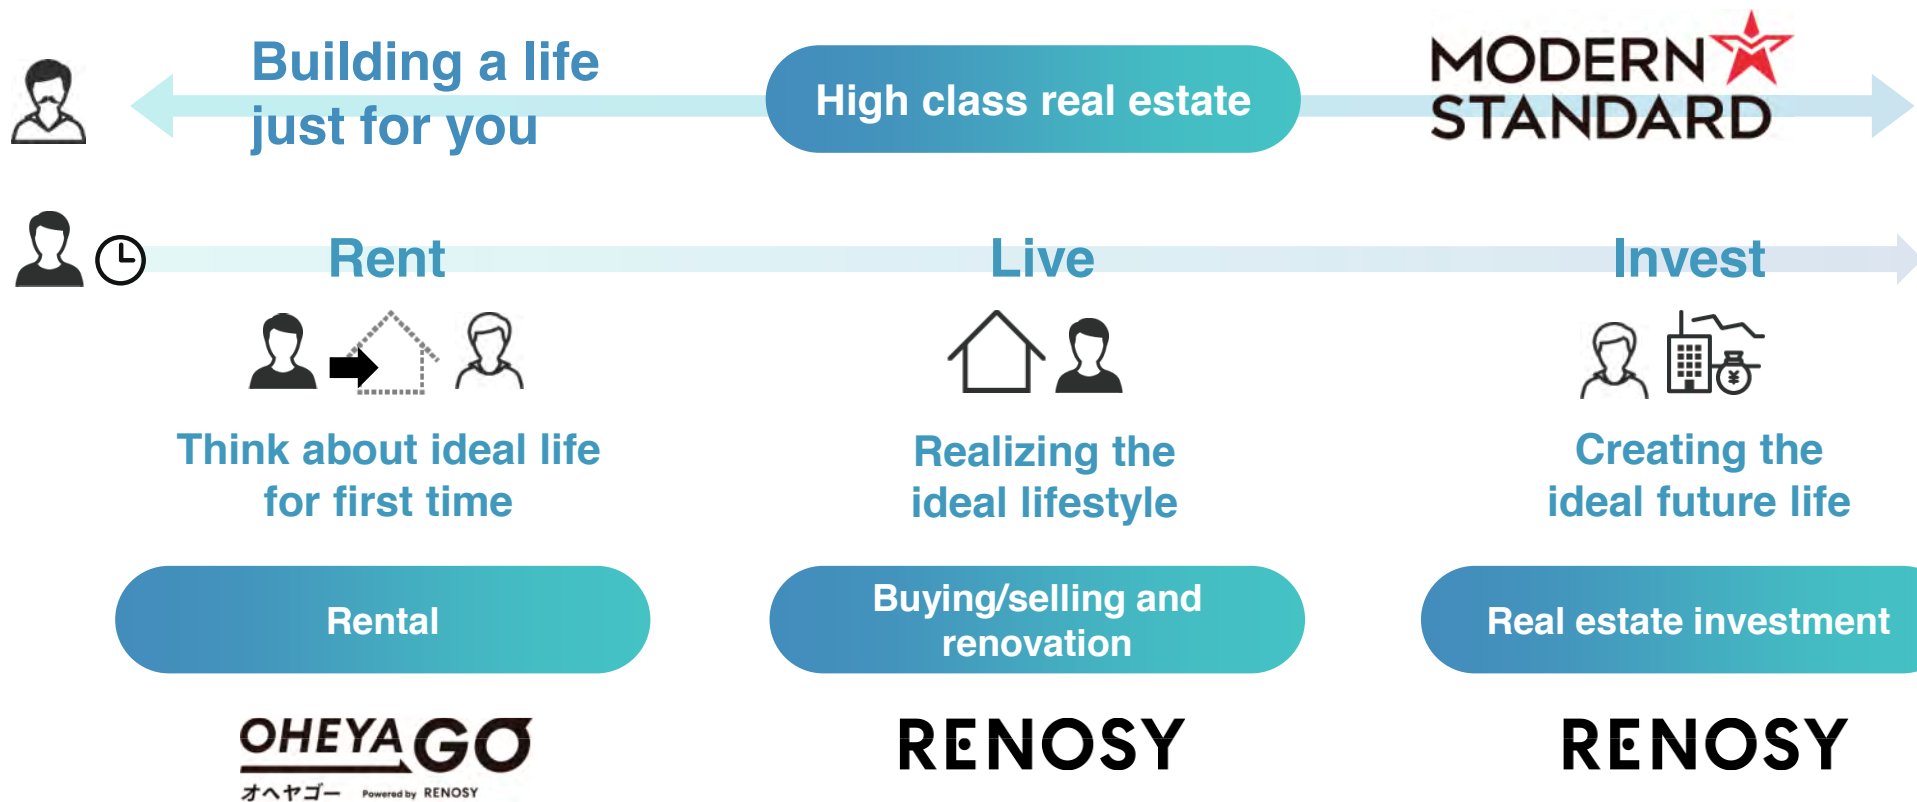 Building a life
just for you
High class real estate
MODERN
STANDARD
Rent
Live
Invest
¥
Think about ideal life
for first time
Realizing the
ideal lifestyle
Creating the
ideal future life
Rental
Buying/selling and
renovation
Real estate investment
OHEYAGO
オヘヤゴー Powered by RENOSY
RENOSY
RENOSY